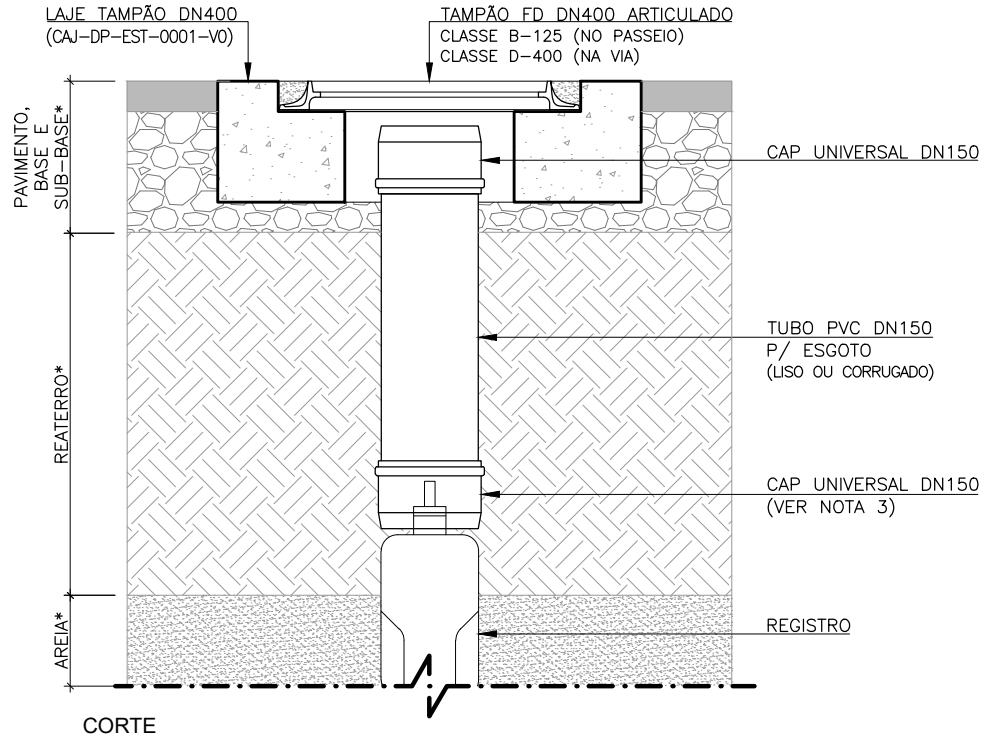 LAJE TAMPÃO DN400
(CAJ-DP-EST-0001-V0)
TAMPÃO FD DN400 ARTICULADO
CLASSE B-125 (NO PASSEIO)
CLASSE D-400 (NA VIA)
PAVIMENTO,
BASE E
SUB-BASE*
CAP UNIVERSAL DN150
REATERRO*
TUBO PVC DN150
P/ ESGOTO
(LISO OU CORRUGADO)
CAP UNIVERSAL DN150
(VER NOTA 3)
AREIA*
REGISTRO
CORTE